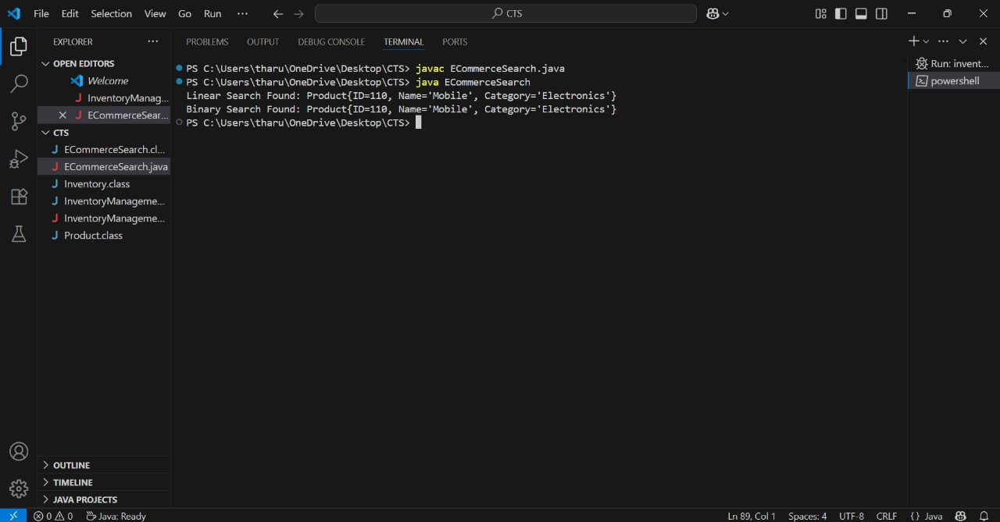 File Edit Selection View Go Run ··· CTS
EXPLORER ···
OPEN EDITORS
Welcome
InventoryManag...
ECommerceSear...
CTS
ECommerceSearch.cl...
ECommerceSearch.java
Inventory.class
InventoryManageme...
InventoryManageme...
Product.class
OUTLINE
TIMELINE
JAVA PROJECTS
PROBLEMS OUTPUT DEBUG CONSOLE TERMINAL PORTS
PS C:\Users\tharu\OneDrive\Desktop\CTS> javac ECommerceSearch.java
PS C:\Users\tharu\OneDrive\Desktop\CTS> java ECommerceSearch
Linear Search Found: Product{ID=110, Name='Mobile', Category='Electronics'}
Binary Search Found: Product{ID=110, Name='Mobile', Category='Electronics'}
PS C:\Users\tharu\OneDrive\Desktop\CTS>
Run: invent...
powershell
0 0 Java: Ready Ln 89, Col 1 Spaces: 4 UTF-8 CRLF {} Java